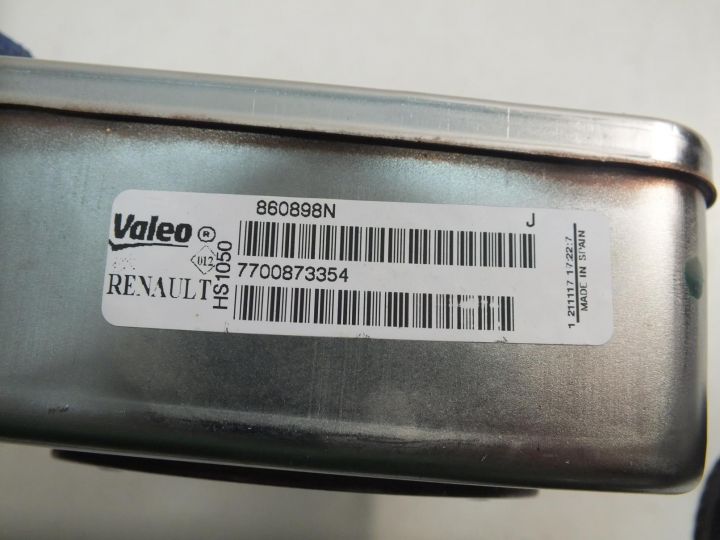 860898N
J
Valeo ®
012
HS1050
7700873354
RENAULT
1 211117 17:22:7
MADE IN SPAIN